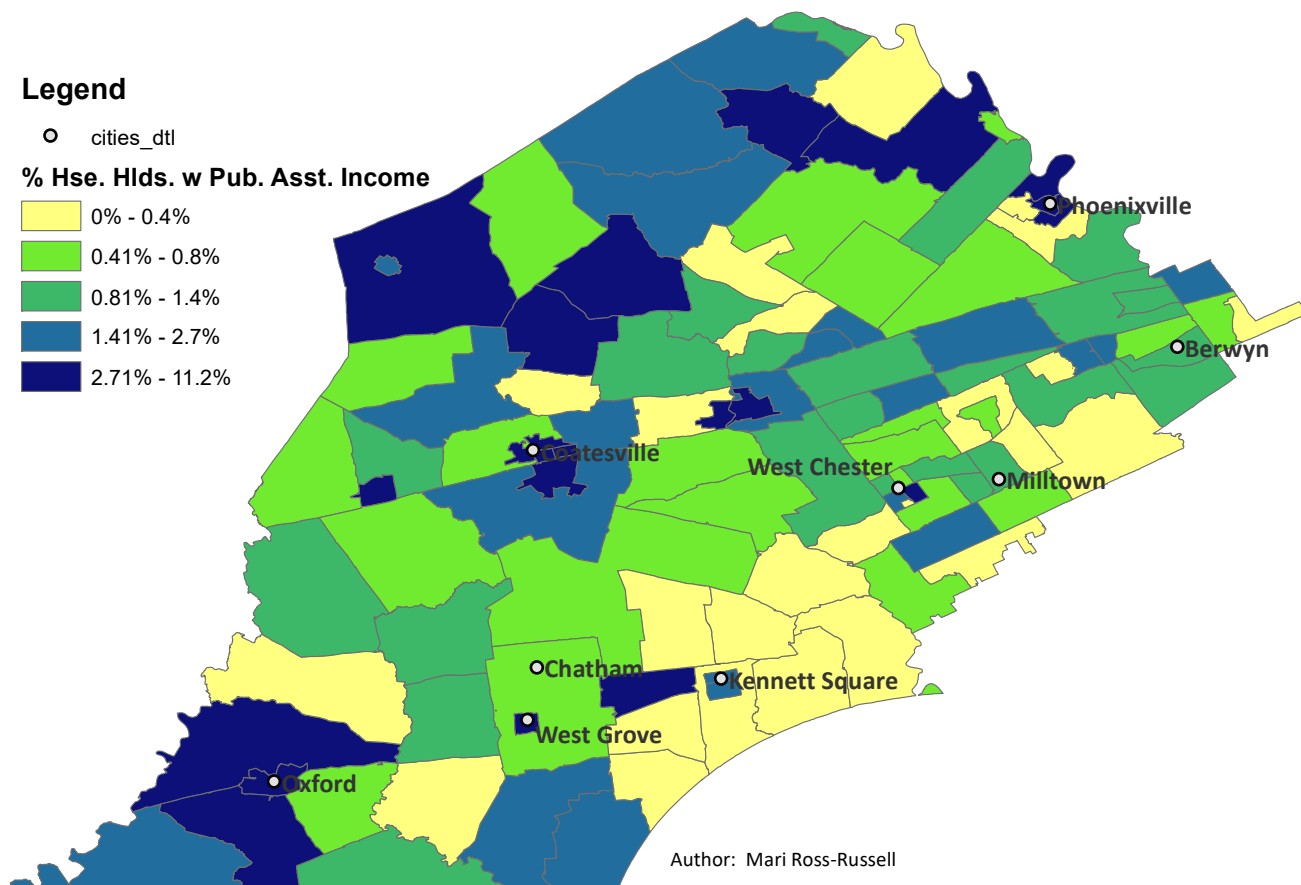 Legend
cities_dtl
% Hse. Hlds. w Pub. Asst. Income
0% - 0.4%
0.41% - 0.8%
0.81% - 1.4%
1.41% - 2.7%
2.71% - 11.2%
Phoenixville
Berwyn
Coatesville
West Chester
Milltown
Chatham
Kennett Square
West Grove
Oxford
Author: Mari Ross-Russell